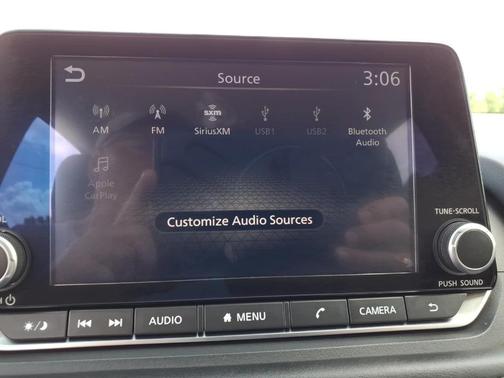 Source 3:06
AM FM sxm SiriusXM USB1 USB2 Bluetooth Audio
Apple CarPlay
Customize Audio Sources
TUNE·SCROLL
PUSH SOUND
AUDIO MENU CAMERA